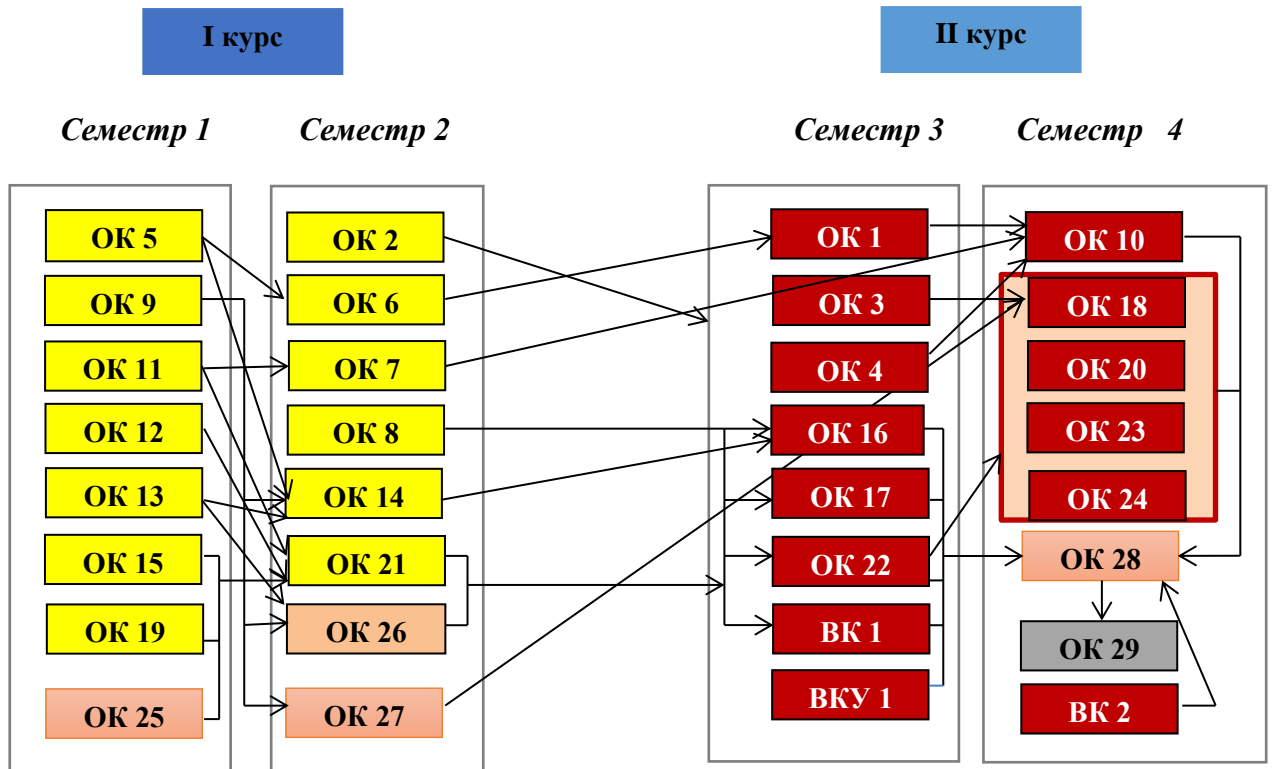 І курс
ІІ курс
Семестр 1
Семестр 2
Семестр 3
Семестр 4
ОК 5
ОК 9
ОК 11
ОК 12
ОК 13
ОК 15
ОК 19
ОК 25
ОК 2
ОК 6
ОК 7
ОК 8
ОК 14
ОК 21
ОК 26
ОК 27
ОК 1
ОК 3
ОК 4
ОК 16
ОК 17
ОК 22
ВК 1
ВКУ 1
ОК 10
ОК 18
ОК 20
ОК 23
ОК 24
ОК 28
ОК 29
ВК 2